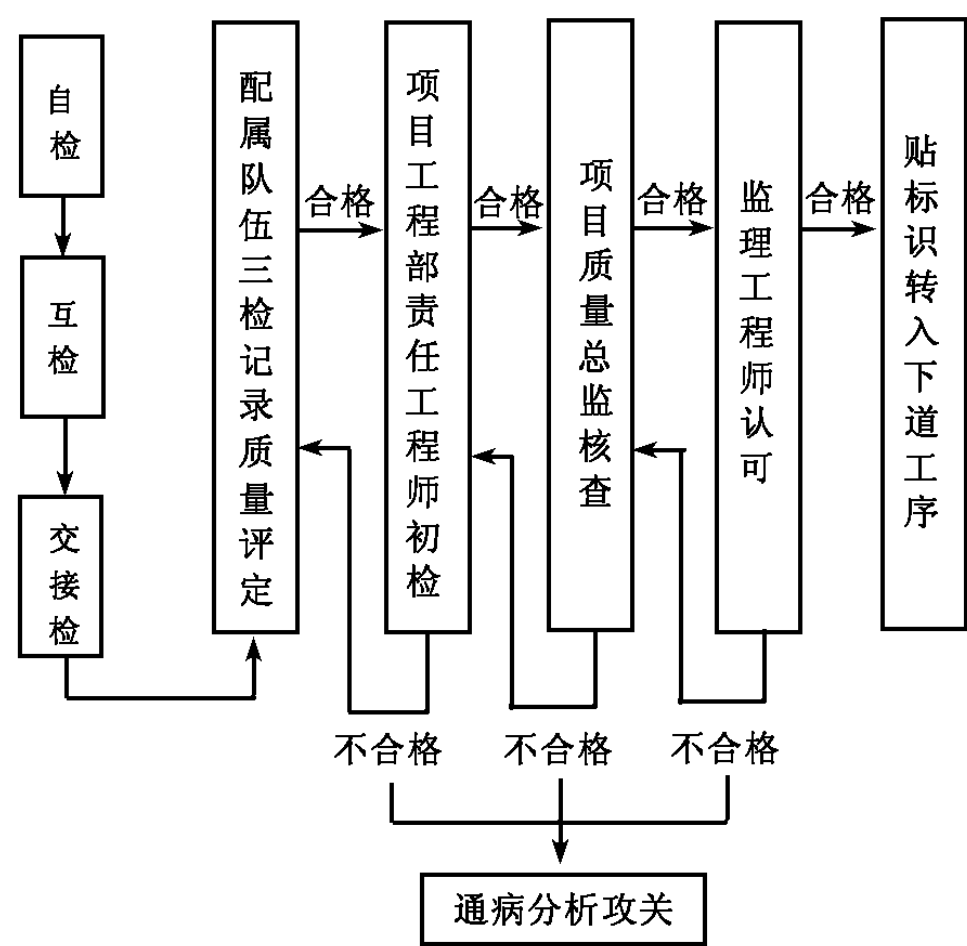 自检
互检
交接检
配属队伍三检记录质量评定
合格
项目工程部责任工程师初检
合格
项目质量总监核查
合格
监理工程师认可
合格
贴标识转入下道工序
不合格
不合格
不合格
通病分析攻关